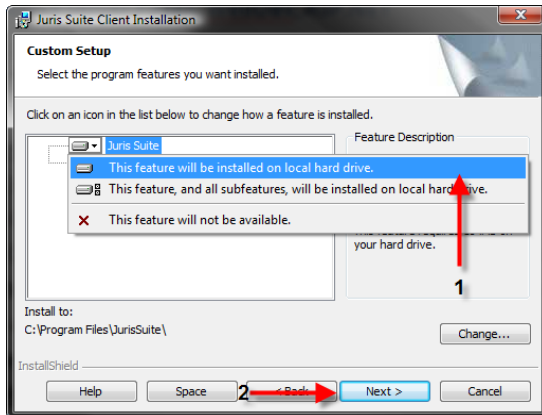 Juris Suite Client Installation
Custom Setup
Select the program features you want installed.
Click on an icon in the list below to change how a feature is installed.
Juris Suite
Feature Description
This feature will be installed on local hard drive.
This feature, and all subfeatures, will be installed on local hard drive.
This feature will not be available.
your hard drive.
1
Install to:
C:\Program Files\JurisSuite\
Change...
InstallShield
Help
Space
2
< Back
Next >
Cancel